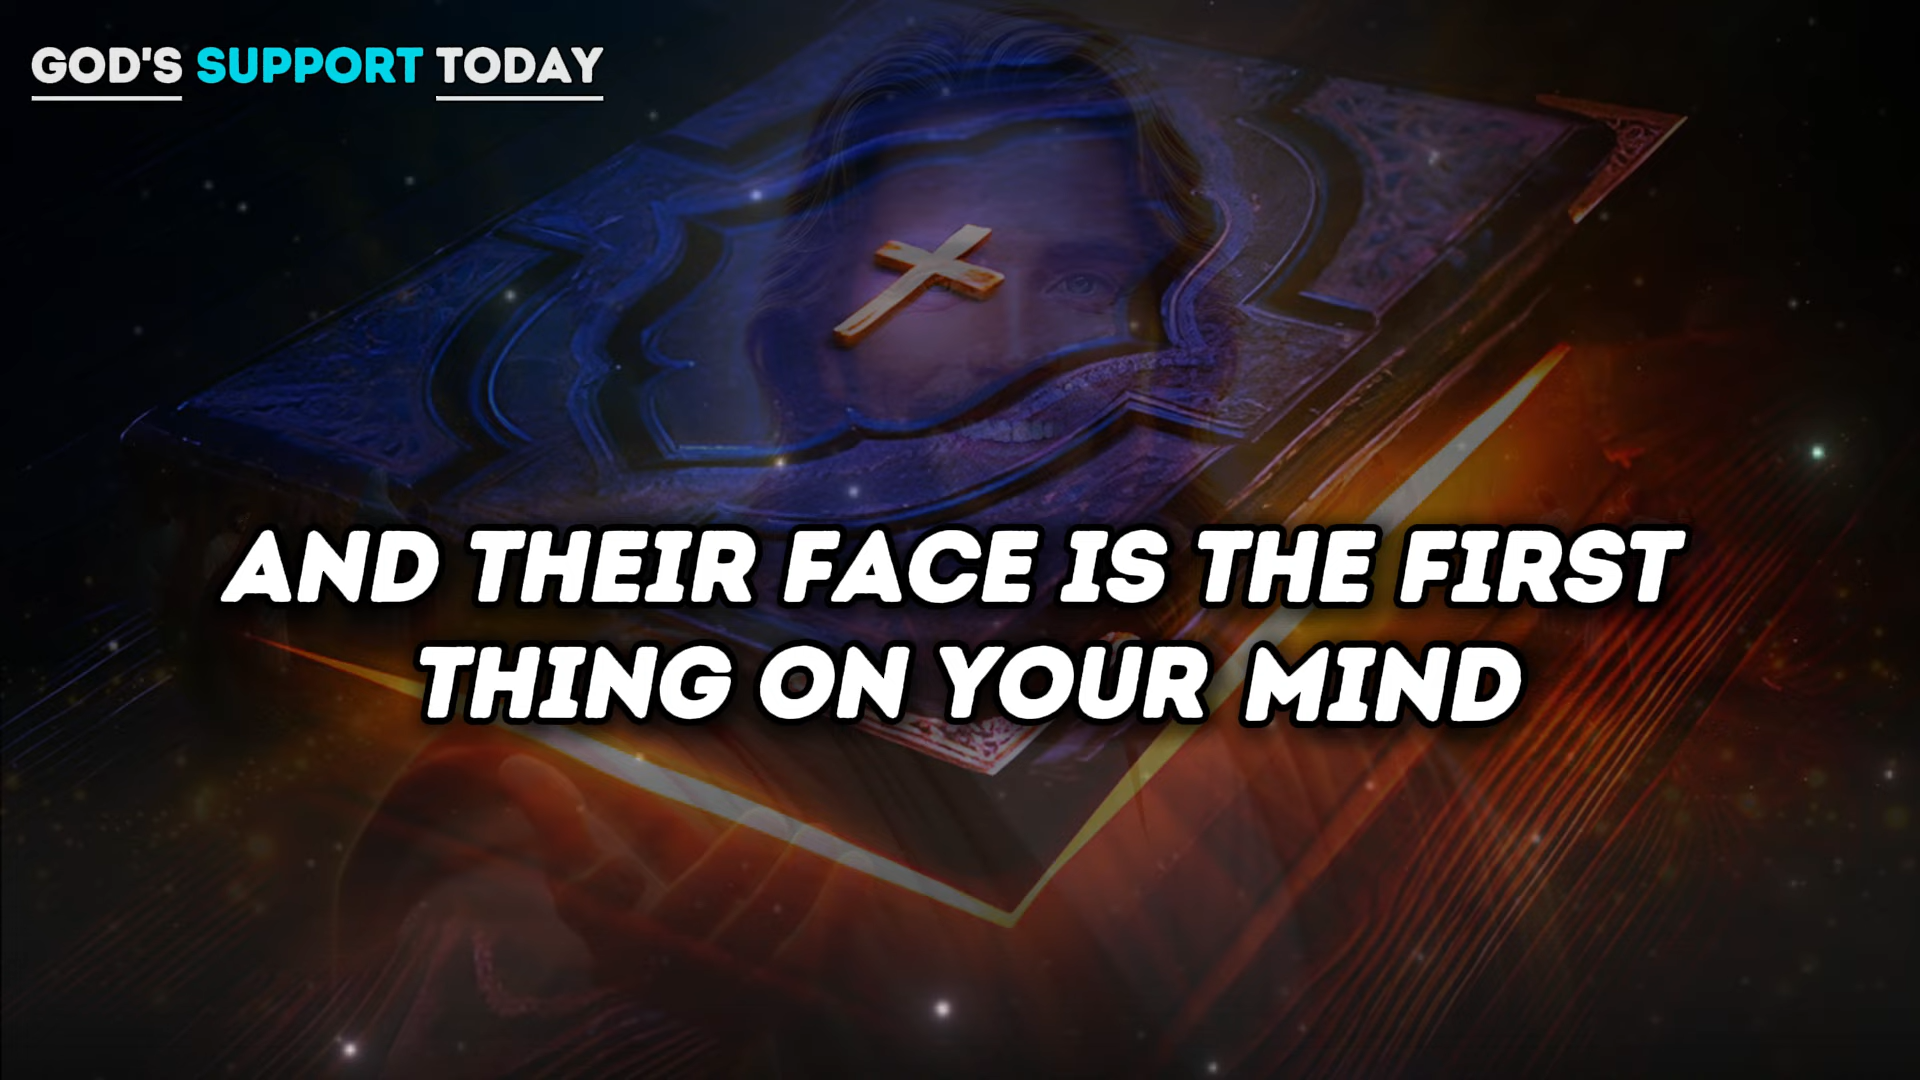 GOD'S SUPPORT TODAY
AND THEIR FACE IS THE FIRST
THING ON YOUR MIND